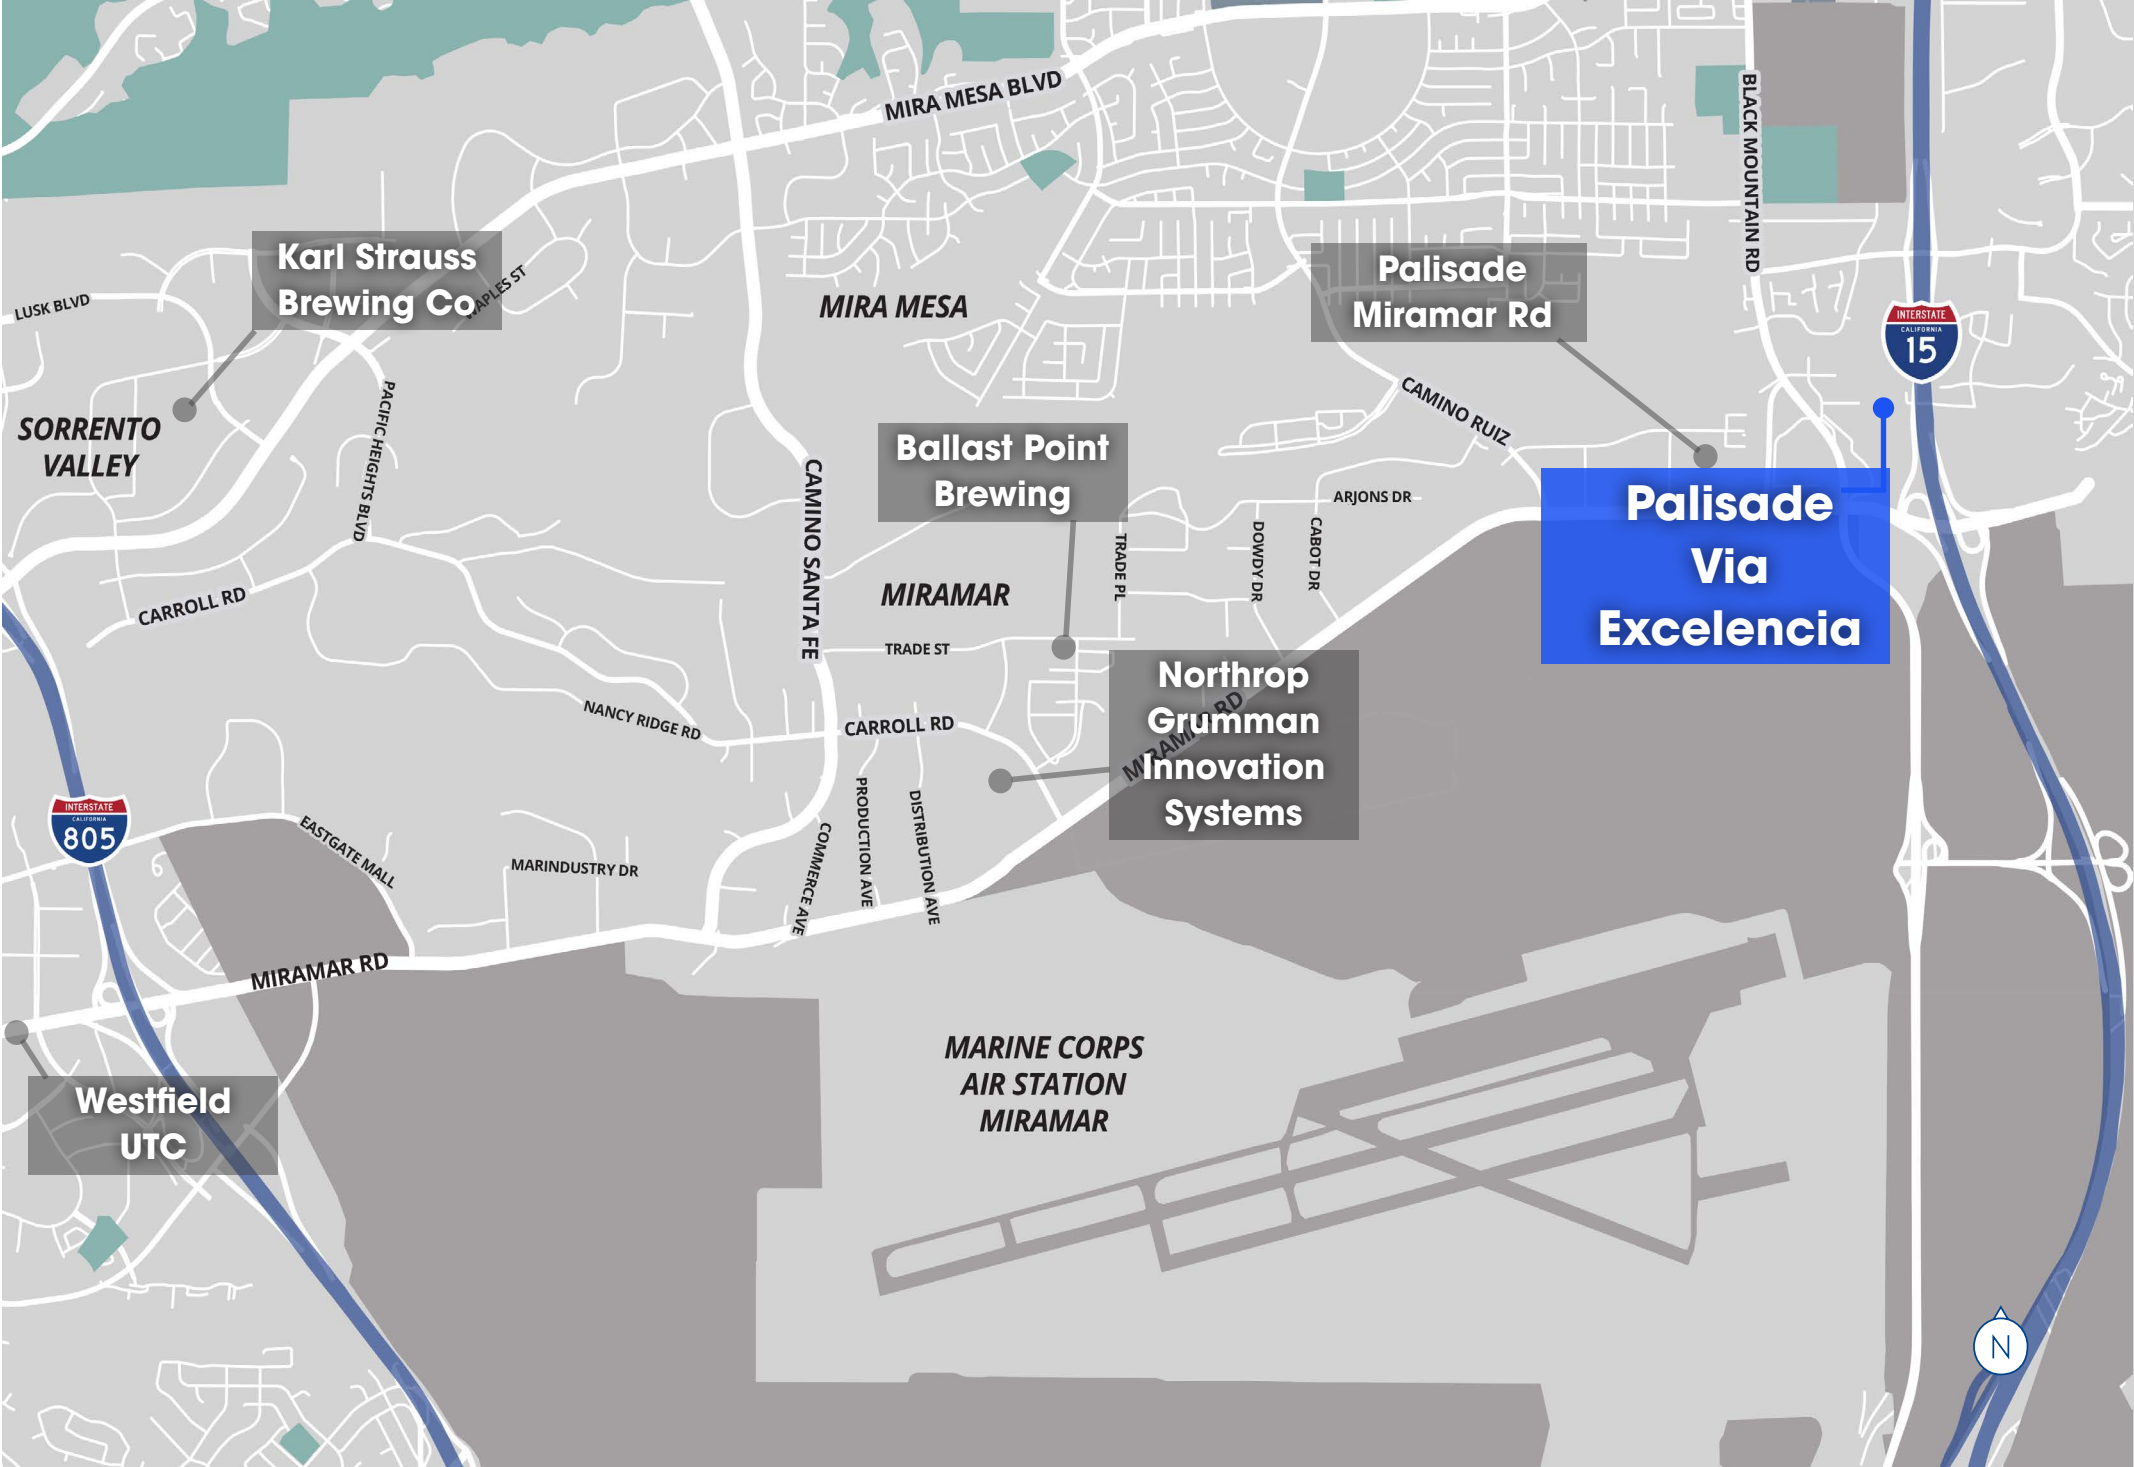 MIRA MESA BLVD
BLACK MOUNTAIN RD
Karl Strauss
Brewing Co
MAPLES ST
LUSK BLVD
MIRA MESA
Palisade
Miramar Rd
INTERSTATE
CALIFORNIA
15
PACIFIC HEIGHTS BLVD
CAMINO RUIZ
SORRENTO
VALLEY
Ballast Point
Brewing
CAMINO SANTA FE
ARJONS DR
TRADE PL
DOWDY DR
CABOT DR
Palisade
Via
Excelencia
CARROLL RD
MIRAMAR
TRADE ST
Northrop
Grumman
Innovation
Systems
MIRAMAR RD
NANCY RIDGE RD
CARROLL RD
INTERSTATE
CALIFORNIA
805
EASTGATE MALL
MARINDUSTRY DR
COMMERCE AVE
PRODUCTION AVE
DISTRIBUTION AVE
MIRAMAR RD
MARINE CORPS
AIR STATION
MIRAMAR
Westfield
UTC
N